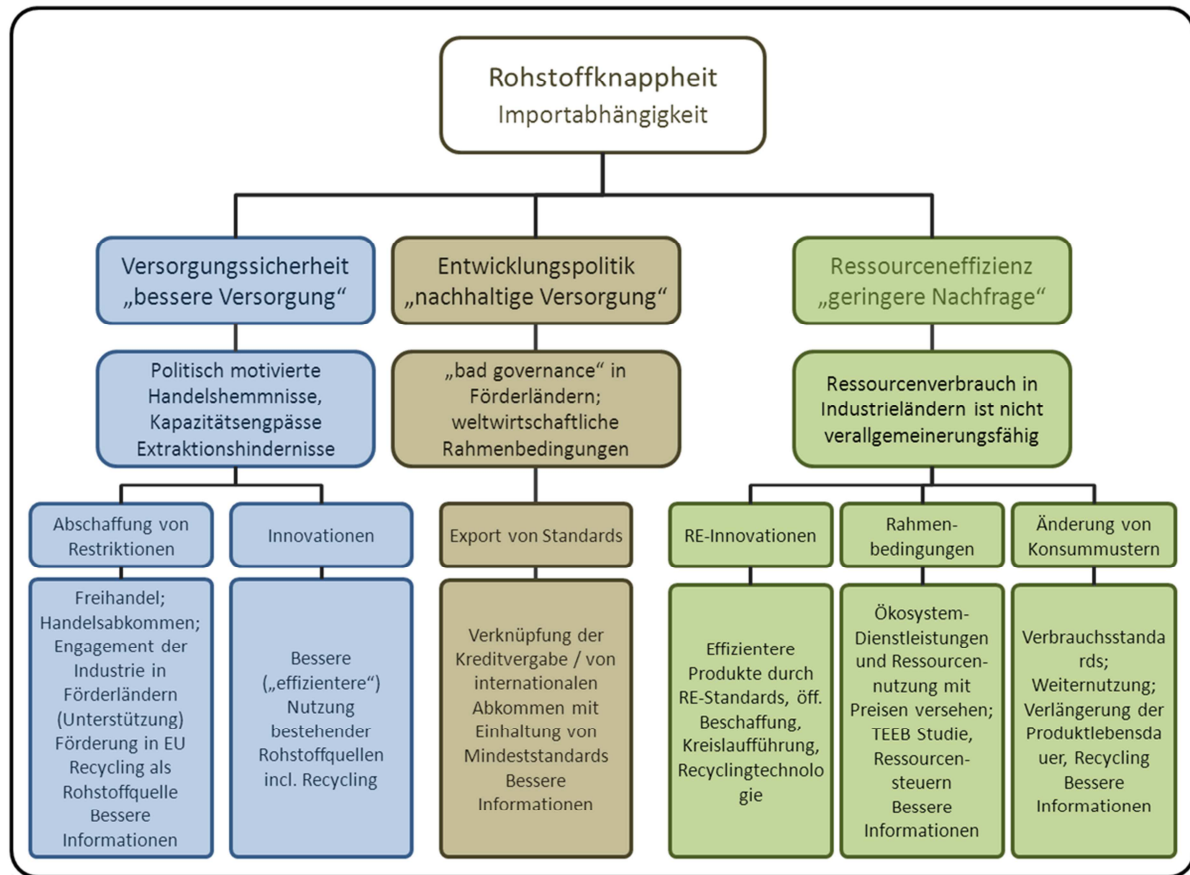 Rohstoffknappheit
Importabhängigkeit
Versorgungssicherheit
„bessere Versorgung“
Entwicklungspolitik
„nachhaltige Versorgung“
Ressourceneffizienz
„geringere Nachfrage“
Politisch motivierte
Handelshemmnisse,
Kapazitätsengpässe
Extraktionshindernisse
„bad governance“ in
Förderländern;
weltwirtschaftliche
Rahmenbedingungen
Ressourcenverbrauch in
Industrieländern ist nicht
verallgemeinerungsfähig
Abschaffung von
Restriktionen
Innovationen
Export von Standards
RE-Innovationen
Rahmen-
bedingungen
Änderung von
Konsummustern
Freihandel;
Handelsabkommen;
Engagement der
Industrie in
Förderländern
(Unterstützung)
Förderung in EU
Recycling als
Rohstoffquelle
Bessere
Informationen
Bessere
(„effizientere“)
Nutzung
bestehender
Rohstoffquellen
incl. Recycling
Verknüpfung der
Kreditvergabe / von
internationalen
Abkommen mit
Einhaltung von
Mindeststandards
Bessere
Informationen
Effizientere
Produkte durch
RE-Standards, öff.
Beschaffung,
Kreislaufführung,
Recyclingtechnolo
gie
Ökosystem-
Dienstleistungen
und Ressourcen-
nutzung mit
Preisen versehen;
TEEB Studie,
Ressourcen-
steuern
Bessere
Informationen
Verbrauchsstanda
rds;
Weiternutzung;
Verlängerung der
Produktlebensda
uer, Recycling
Bessere
Informationen